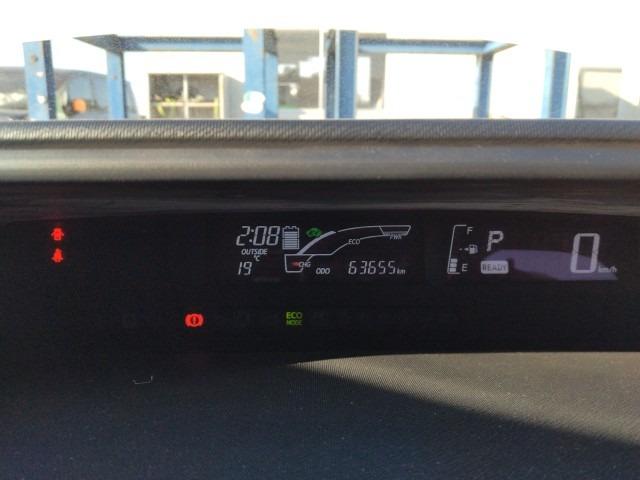 2:08
OUTSIDE
19 °C
ECO
PWR
CHG
ODO 63655 km
F
E
P
READY
0 km/h
ECO
MODE